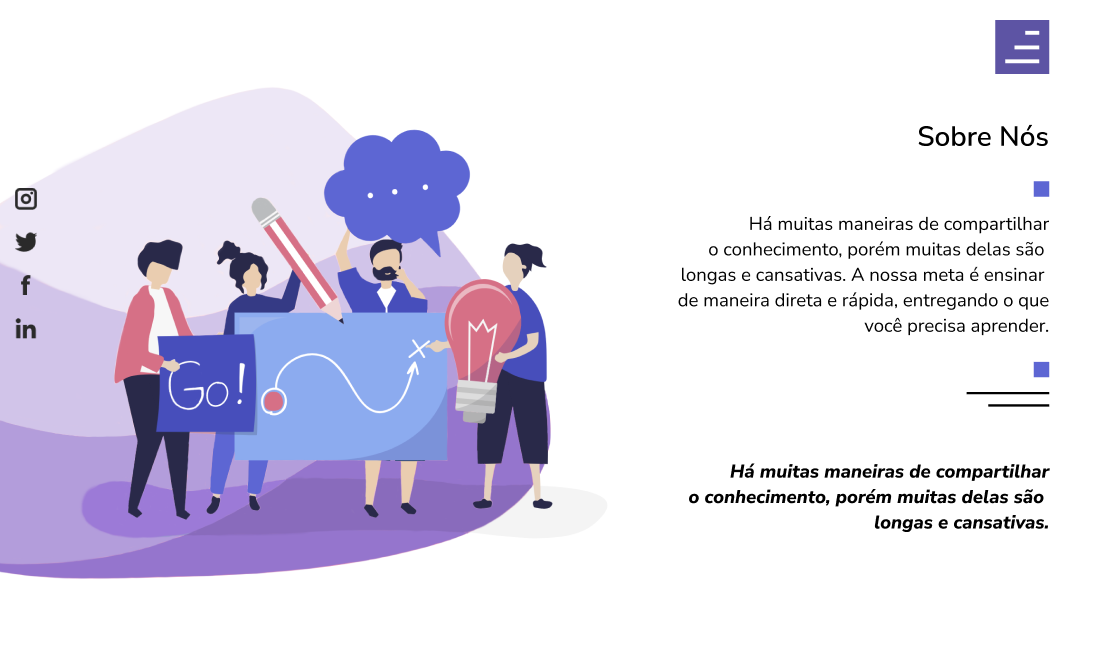 Sobre Nós
Há muitas maneiras de compartilhar
o conhecimento, porém muitas delas são
longas e cansativas. A nossa meta é ensinar
de maneira direta e rápida, entregando o que
você precisa aprender.
Go!
Há muitas maneiras de compartilhar
o conhecimento, porém muitas delas são
longas e cansativas.